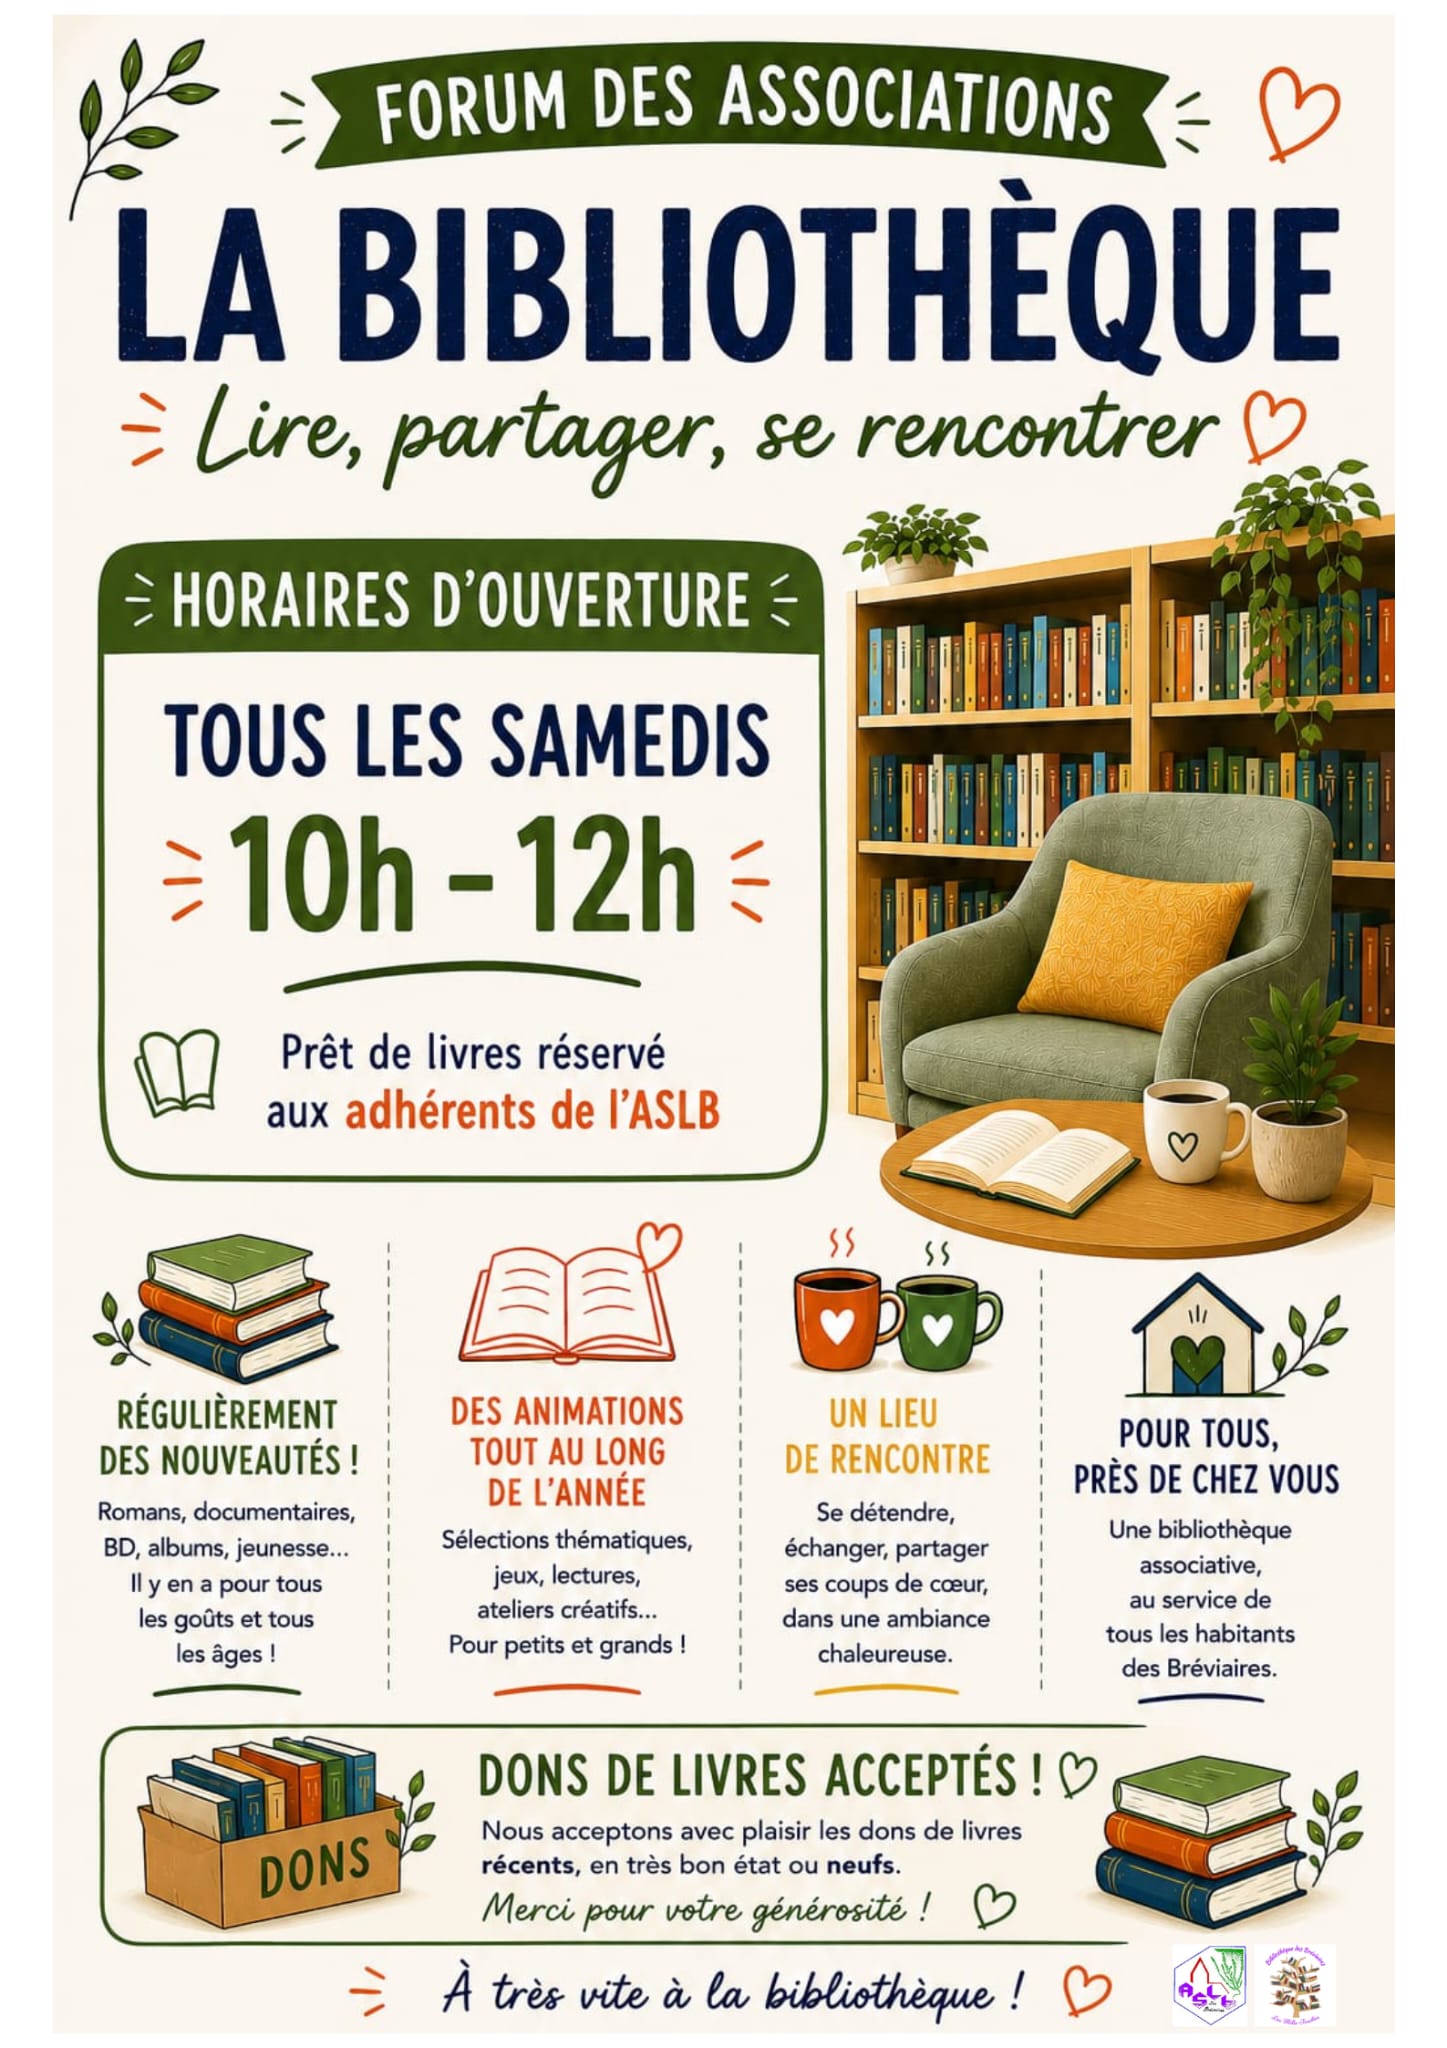 FORUM DES ASSOCIATIONS
LA BIBLIOTHÈQUE
Lire, partager, se rencontrer
HORAIRES D'OUVERTURE
TOUS LES SAMEDIS
10h - 12h
Prêt de livres réservé
aux adhérents de l'ASLB
RÉGULIÈREMENT
DES NOUVEAUTÉS !
Romans, documentaires,
BD, albums, jeunesse...
Il y en a pour tous
les goûts et tous
les âges !
DES ANIMATIONS
TOUT AU LONG
DE L'ANNÉE
Sélections thématiques,
jeux, lectures,
ateliers créatifs...
Pour petits et grands !
UN LIEU
DE RENCONTRE
Se détendre,
échanger, partager
ses coups de cœur,
dans une ambiance
chaleureuse.
POUR TOUS,
PRÈS DE CHEZ VOUS
Une bibliothèque
associative,
au service de
tous les habitants
des Bréviaires.
DONS
DONS DE LIVRES ACCEPTÉS !
Nous acceptons avec plaisir les dons de livres
récents, en très bon état ou neufs.
Merci pour votre générosité !
À très vite à la bibliothèque !
Bibliothèque des Bréviaires